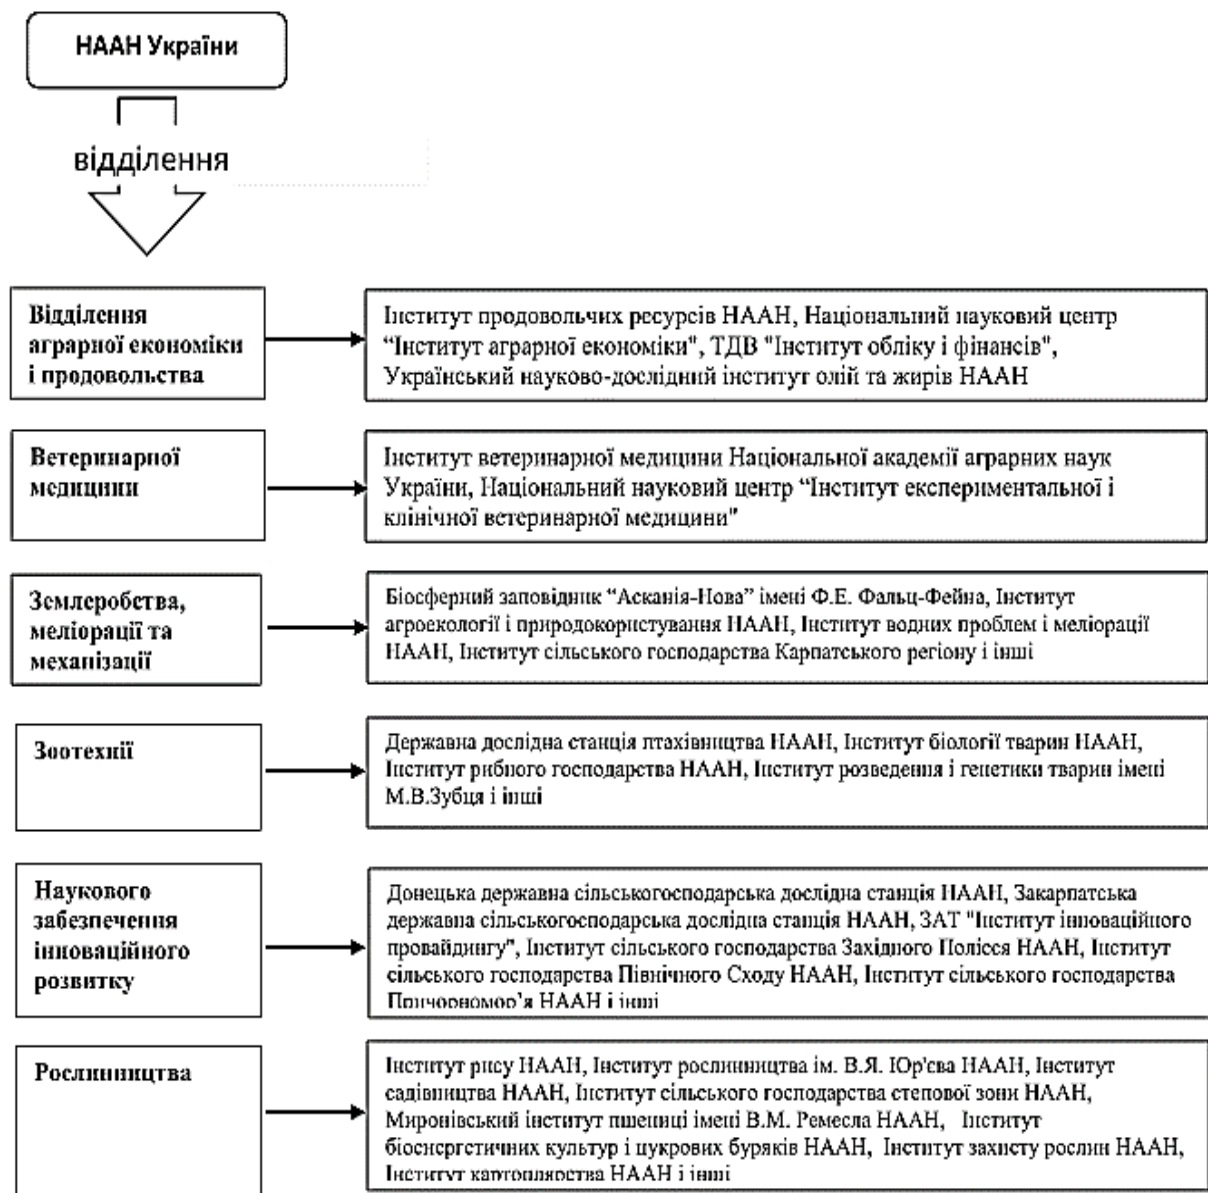 НААН України
відділення
Відділення
аграрної економіки
і продовольства
Інститут продовольчих ресурсів НААН, Національний науковий центр
“Інститут аграрної економіки", ТДВ "Інститут обліку і фінансів",
Український науково-дослідний інститут олій та жирів НААН
Ветеринарної
медицини
Інститут ветеринарної медицини Національної академії аграрних наук
України, Національний науковий центр “Інститут експериментальної і
клінічної ветеринарної медицини"
Землеробства,
меліорації та
механізації
Біосферний заповідник “Асканія-Нова” імені Ф.Е. Фальц-Фейна, Інститут
агроекології і природокористування НААН, Інститут водних проблем і меліорації
НААН, Інститут сільського господарства Карпатського регіону і інші
Зоотехнії
Державна дослідна станція птахівництва НААН, Інститут біології тварин НААН,
Інститут рибного господарства НААН, Інститут розведення і генетики тварин імені
М.В.Зубця і інші
Наукового
забезпечення
інноваційного
розвитку
Донецька державна сільськогосподарська дослідна станція НААН, Закарпатська
державна сільськогосподарська дослідна станція НААН, ЗАТ "Інститут інноваційного
провайдингу", Інститут сільського господарства Західного Полісся НААН, Інститут
сільського господарства Північного Сходу НААН, Інститут сільського господарства
Причорномор’я НААН і інші
Рослинництва
Інститут рису НААН, Інститут рослинництва ім. В.Я. Юр'єва НААН, Інститут
садівництва НААН, Інститут сільського господарства степової зони НААН,
Миронівський інститут пшениці імені В.М. Ремесла НААН, Інститут
біоенергетичних культур і цукрових буряків НААН, Інститут захисту рослин НААН,
Інститут картоплярства НААН і інші